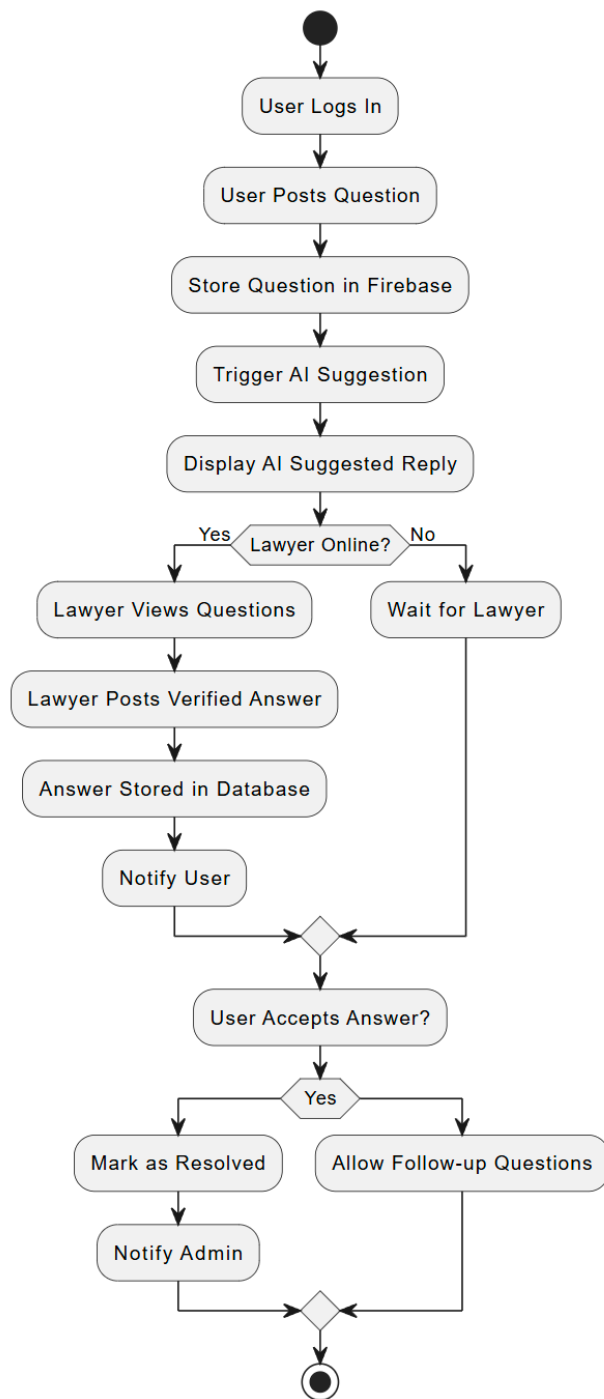 User Logs In
User Posts Question
Store Question in Firebase
Trigger AI Suggestion
Display AI Suggested Reply
Yes
Lawyer Online?
No
Lawyer Views Questions
Wait for Lawyer
Lawyer Posts Verified Answer
Answer Stored in Database
Notify User
User Accepts Answer?
Yes
Mark as Resolved
Allow Follow-up Questions
Notify Admin